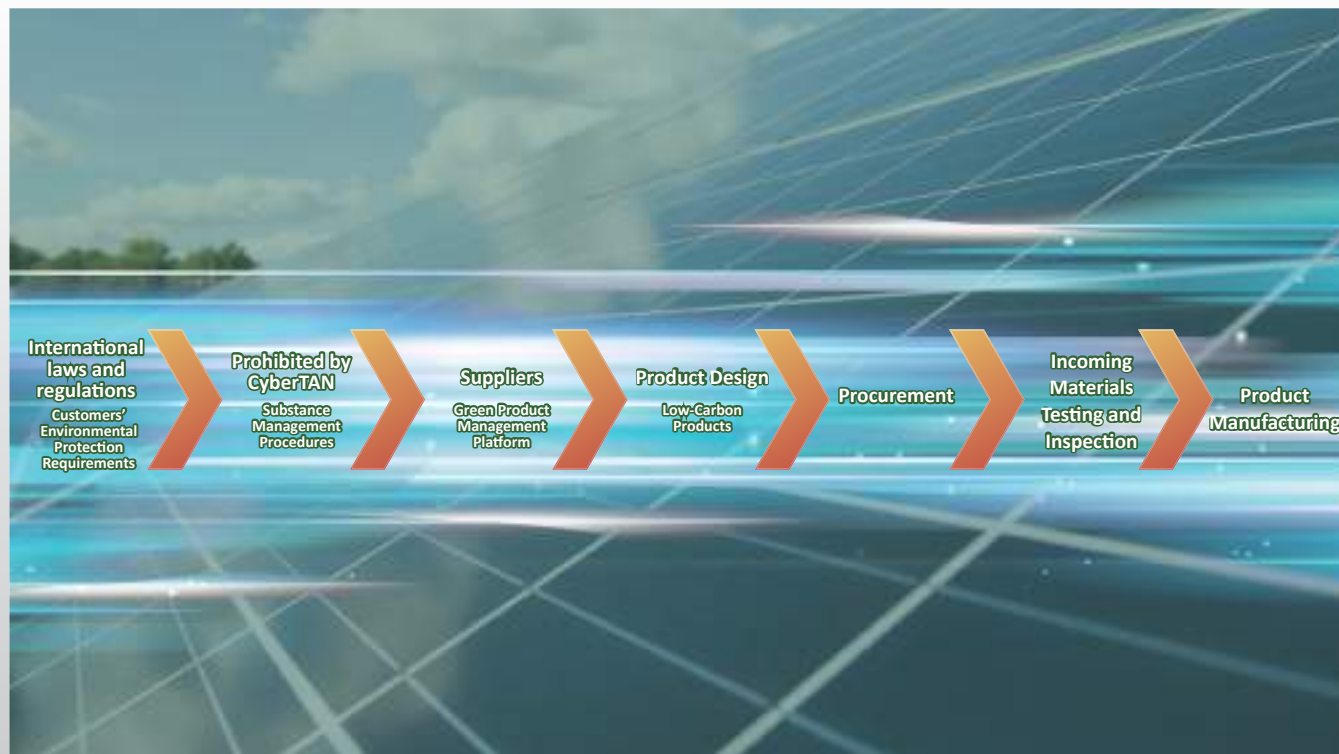 International
laws and
regulations
Customers'
Environmental
Protection
Requirements
Prohibited by
CyberTAN
Substance
Management
Procedures
Suppliers
Green Product
Management
Platform
Product Design
Low-Carbon
Products
Procurement
Incoming
Materials
Testing and
Inspection
Product
Manufacturing